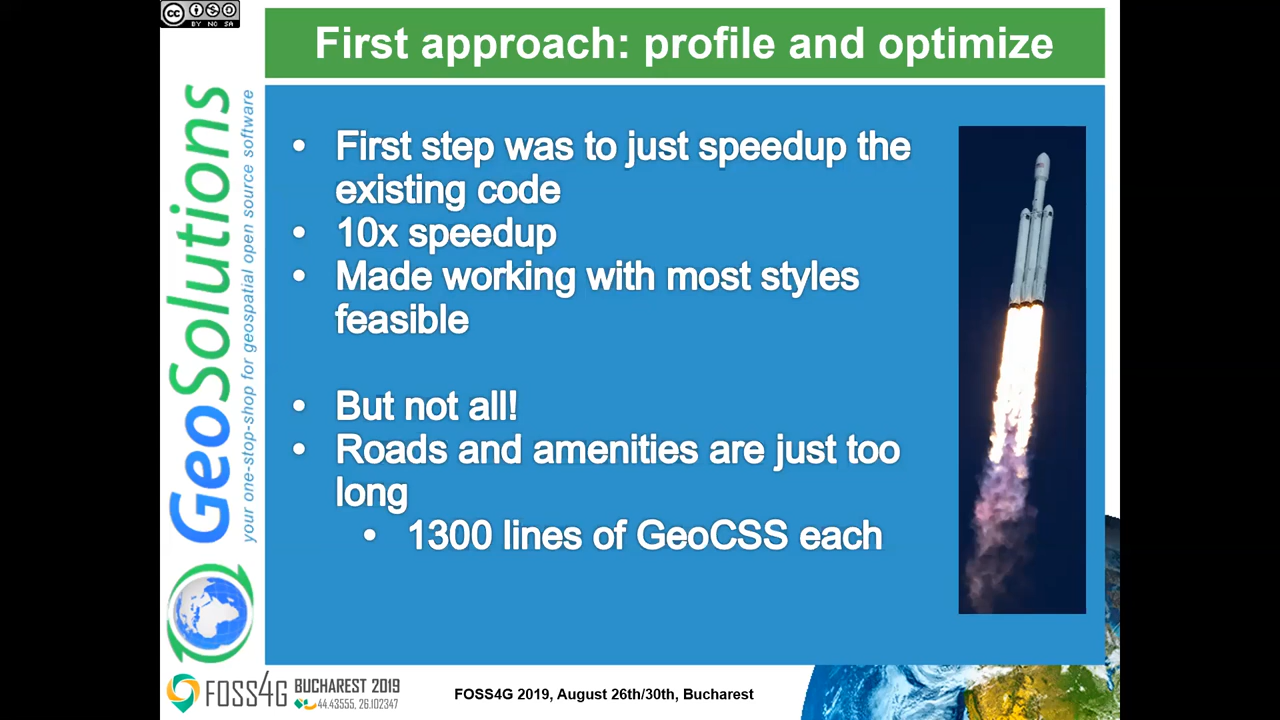 BY NC SA
First approach: profile and optimize
GeoSolutions
your one-stop-shop for geospatial open source software
• First step was to just speedup the
existing code
• 10x speedup
• Made working with most styles
feasible
• But not all!
• Roads and amenities are just too
long
• 1300 lines of GeoCSS each
FOSS4G BUCHAREST 2019
44.43555, 26.102347
FOSS4G 2019, August 26th/30th, Bucharest